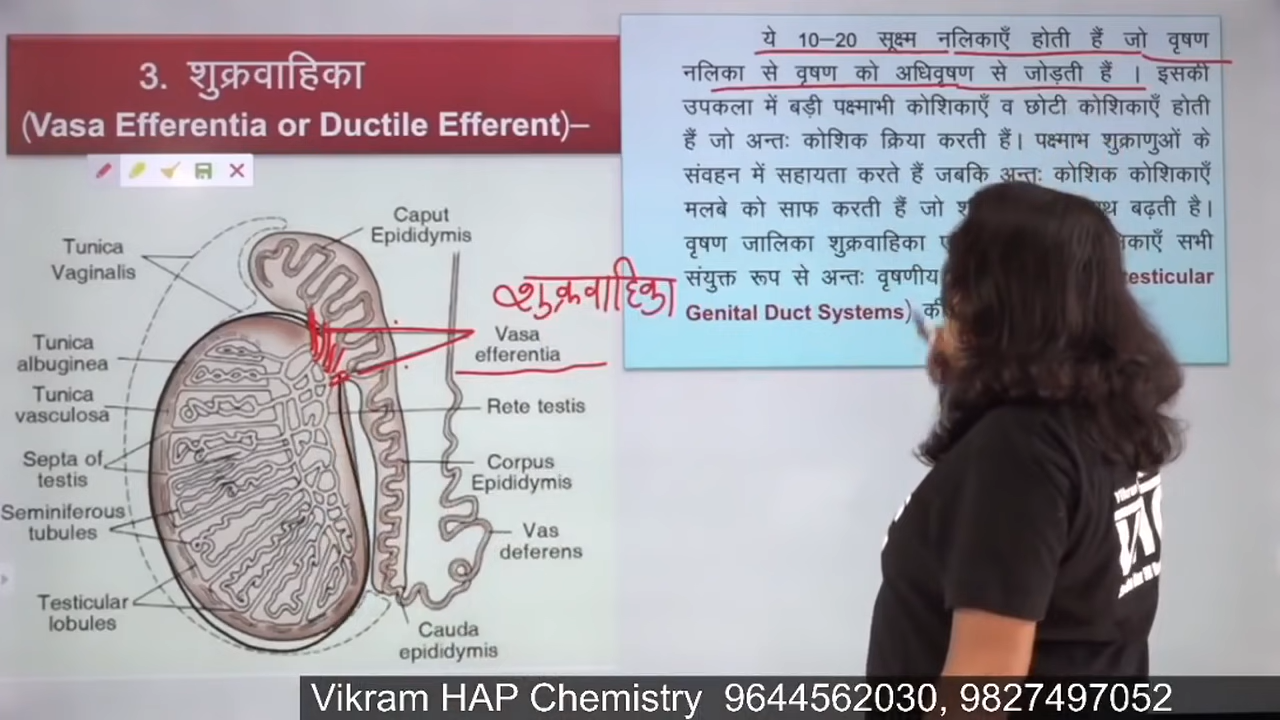 3. शुक्रवाहिका
(Vasa Efferentia or Ductile Efferent)–
ये 10–20 सूक्ष्म नलिकाएँ होती हैं जो वृषण
नलिका से वृषण को अधिवृषण से जोड़ती हैं । इसकी
उपकला में बड़ी पक्ष्माभी कोशिकाएँ व छोटी कोशिकाएँ होती
हैं जो अन्तः कोशिक क्रिया करती हैं। पक्ष्माभ शुक्राणुओं के
संवहन में सहायता करते हैं जबकि अन्तः कोशिक कोशिकाएँ
मलबे को साफ करती हैं जो बढ़ती है।
वृषण जालिका शुक्रवाहिका सभी
संयुक्त रूप से अन्तः वृषणीय
Genital Duct Systems)
Caput
Epididymis
Tunica
Vaginalis
शुक्रवाहिका
Vasa
efferentia
Tunica
albuginea
Tunica
vasculosa
Rete testis
Septa of
testis
Corpus
Epididymis
Seminiferous
tubules
Vas
deferens
Testicular
lobules
Cauda
epididymis
Vikram HAP Chemistry 9644562030, 9827497052